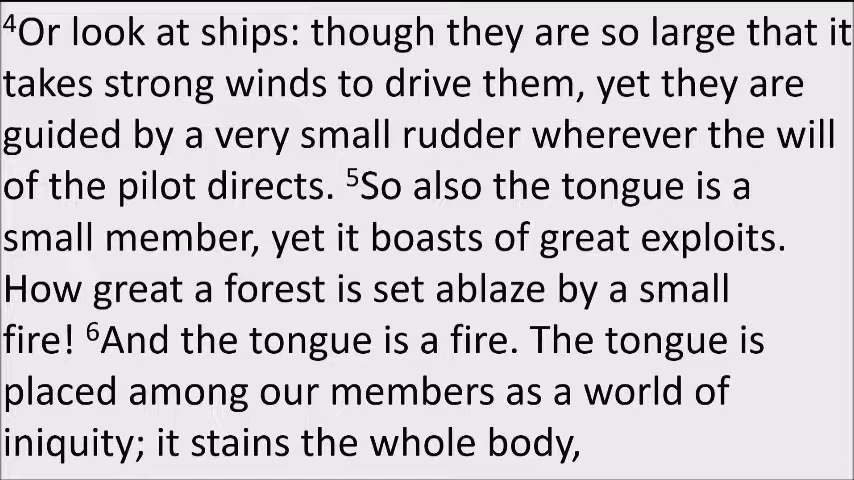 ⁴Or look at ships: though they are so large that it
takes strong winds to drive them, yet they are
guided by a very small rudder wherever the will
of the pilot directs. ⁵So also the tongue is a
small member, yet it boasts of great exploits.
How great a forest is set ablaze by a small
fire! ⁶And the tongue is a fire. The tongue is
placed among our members as a world of
iniquity; it stains the whole body,